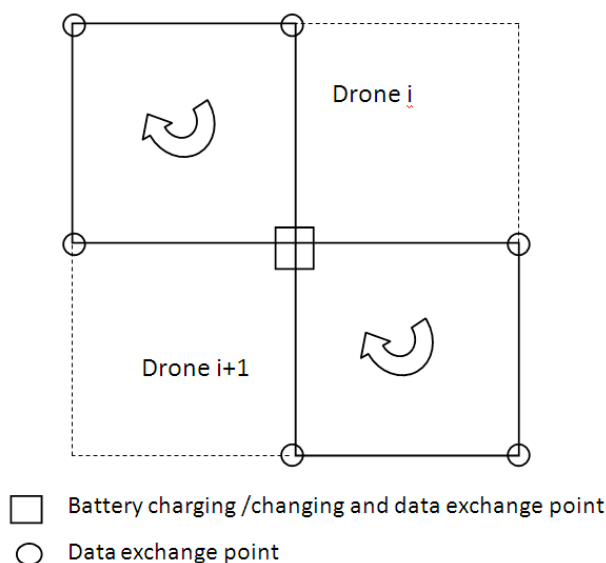 Drone i
Drone i+1
Battery charging /changing and data exchange point
Data exchange point